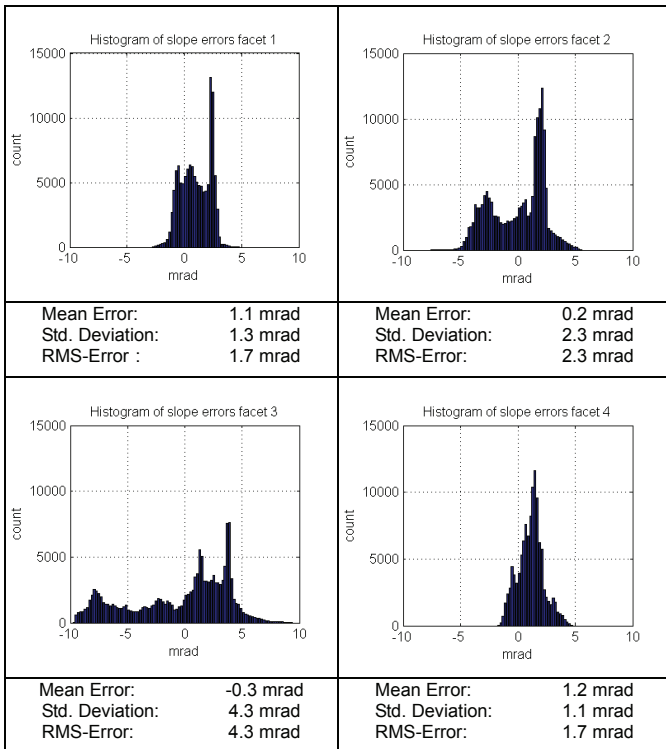 Histogram of slope errors facet 1
15000
10000
5000
0
count
-10 -5 0 5 10
mrad
Mean Error: 1.1 mrad
Std. Deviation: 1.3 mrad
RMS-Error : 1.7 mrad
Histogram of slope errors facet 2
15000
10000
5000
0
count
-10 -5 0 5 10
mrad
Mean Error: 0.2 mrad
Std. Deviation: 2.3 mrad
RMS-Error: 2.3 mrad
Histogram of slope errors facet 3
15000
10000
5000
0
count
-10 -5 0 5 10
mrad
Mean Error: -0.3 mrad
Std. Deviation: 4.3 mrad
RMS-Error: 4.3 mrad
Histogram of slope errors facet 4
15000
10000
5000
0
count
-10 -5 0 5 10
mrad
Mean Error: 1.2 mrad
Std. Deviation: 1.1 mrad
RMS-Error: 1.7 mrad